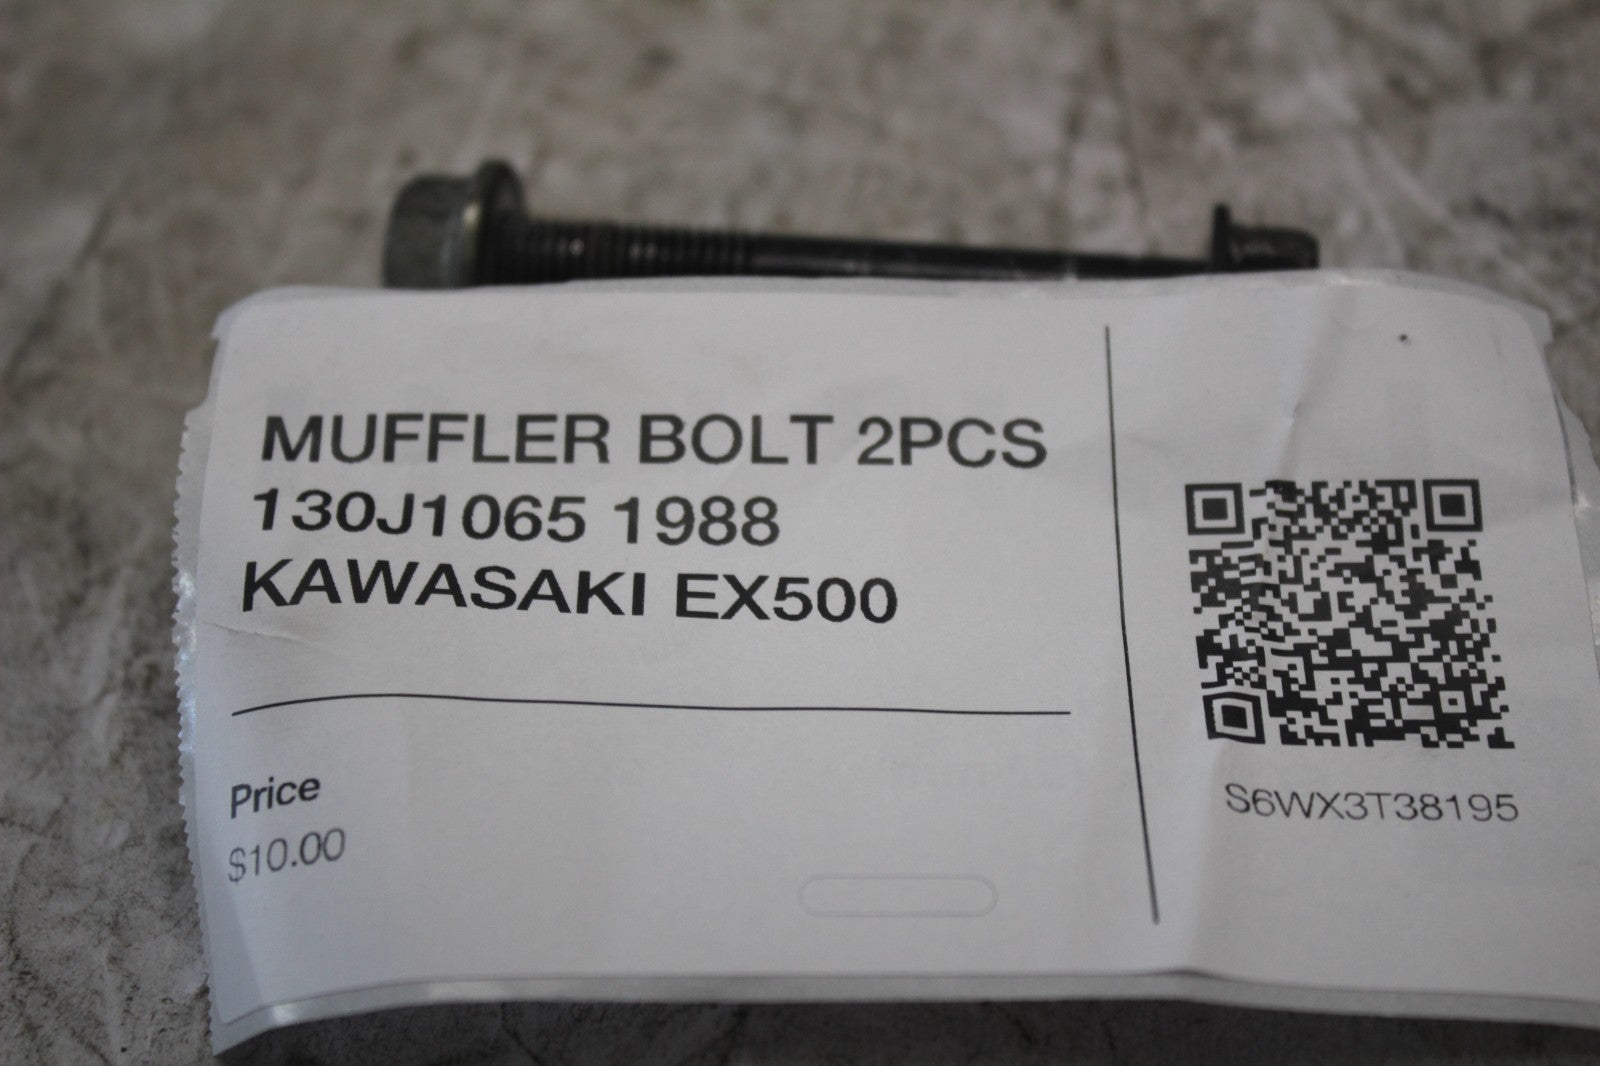 MUFFLER BOLT 2PCS
130J1065 1988
KAWASAKI EX500
Price
$10.00
S6WX3T38195